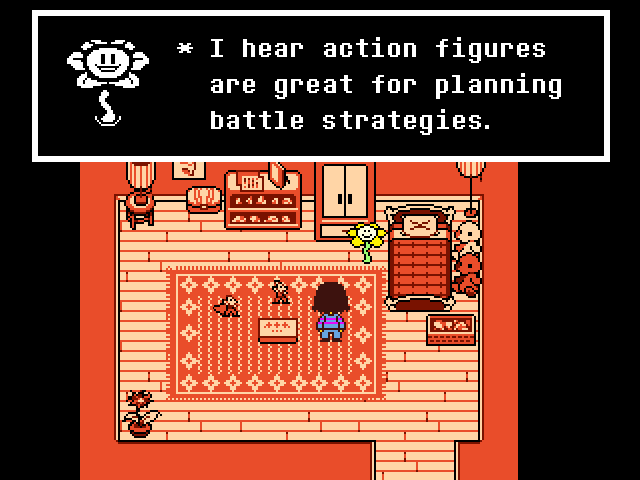 * I hear action figures
are great for planning
battle strategies.